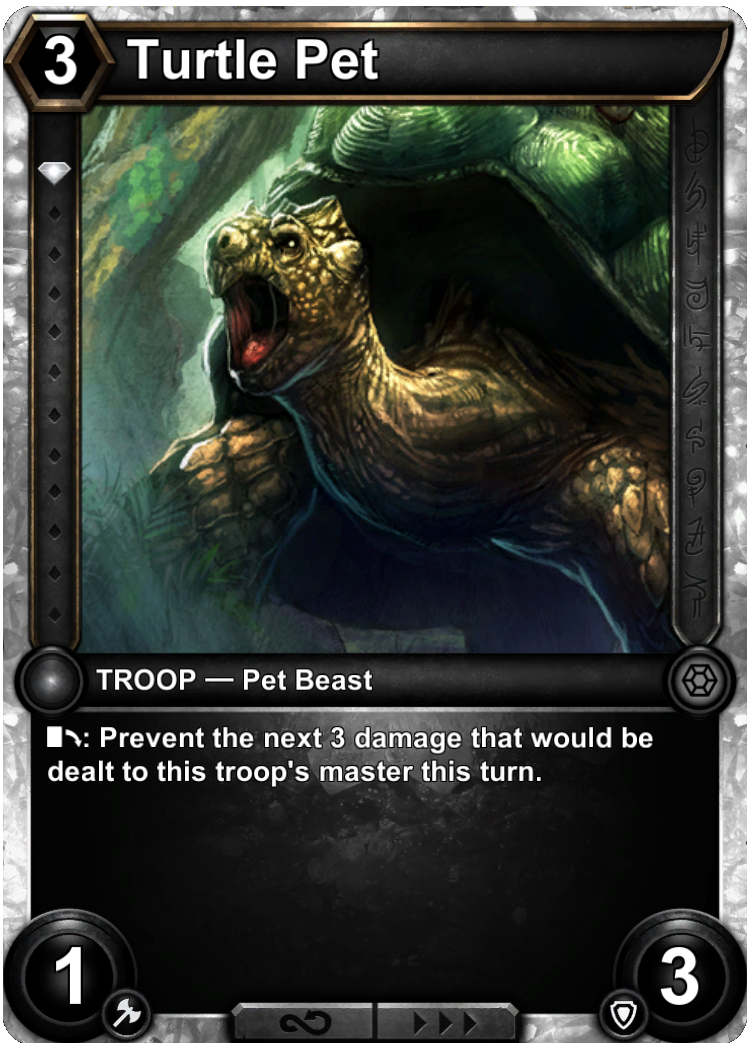 3 Turtle Pet
TROOP — Pet Beast
: Prevent the next 3 damage that would be
dealt to this troop's master this turn.
1
3